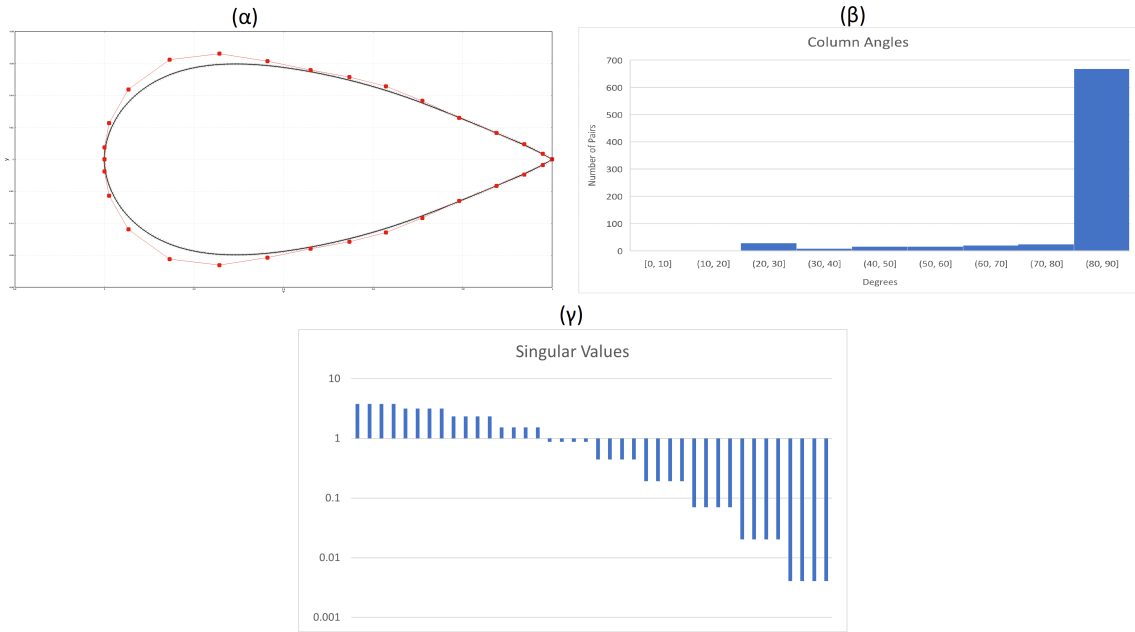 (α)
y
(β)
Column Angles
Number of Pairs
700
600
500
400
300
200
100
0
[0, 10] (10, 20] (20, 30] (30, 40] (40, 50] (50, 60] (60, 70] (70, 80] (80, 90]
Degrees
(γ)
Singular Values
10
1
0.1
0.01
0.001